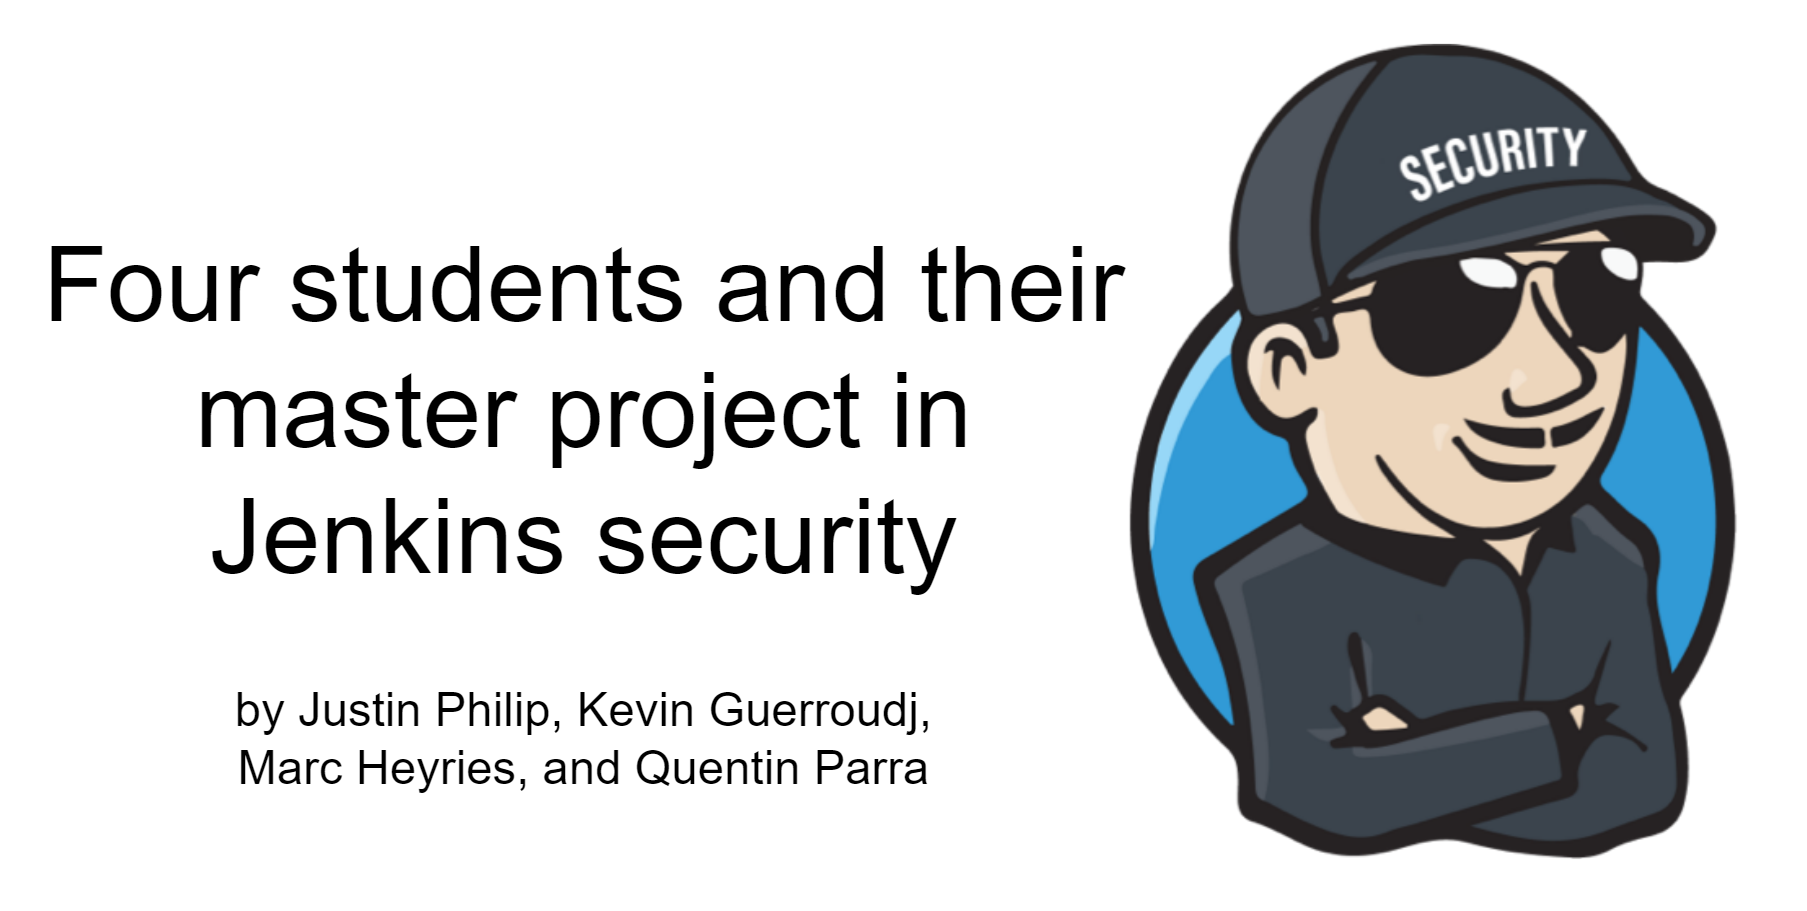 Four students and their
master project in
Jenkins security
by Justin Philip, Kevin Guerroudj,
Marc Heyries, and Quentin Parra
SECURITY